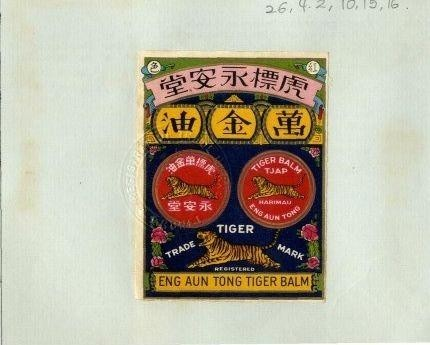 26, 4.2, 10, 15, 16.
虎標永安堂
萬金油
虎標萬金油
永安堂
TIGER BALM
TJAP
HARIMAU
ENG AUN TONG
TIGER
TRADE MARK
REGISTERED
ENG AUN TONG TIGER BALM